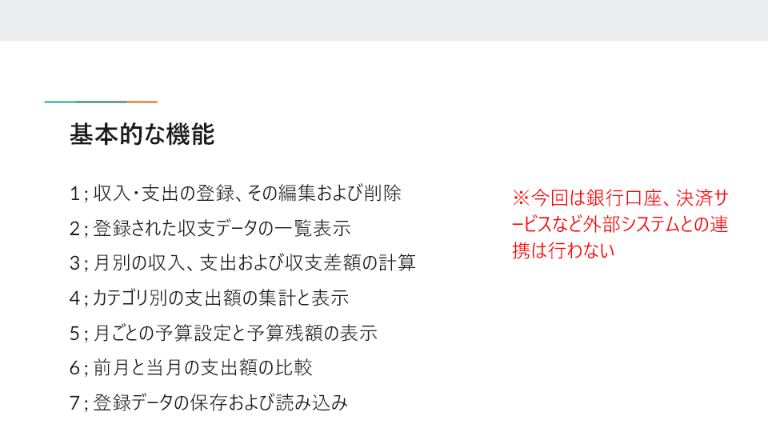 基本的な機能
1 ; 収入・支出の登録、その編集および削除
2 ; 登録された収支データの一覧表示
3 ; 月別の収入、支出および収支差額の計算
4 ; カテゴリ別の支出額の集計と表示
5 ; 月ごとの予算設定と予算残額の表示
6 ; 前月と当月の支出額の比較
7 ; 登録データの保存および読み込み
※今回は銀行口座、決済サ
ービスなど外部システムとの連
携は行わない